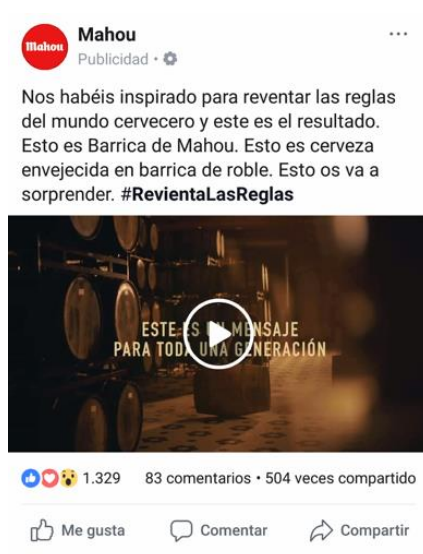 mahou
Mahou
Publicidad
Nos habéis inspirado para reventar las reglas
del mundo cervecero y este es el resultado.
Esto es Barrica de Mahou. Esto es cerveza
envejecida en barrica de roble. Esto os va a
sorprender. #RevientaLasReglas
ESTE ES UN MENSAJE
PARA TODA UNA GENERACIÓN
1.329 83 comentarios • 504 veces compartido
Me gusta Comentar Compartir